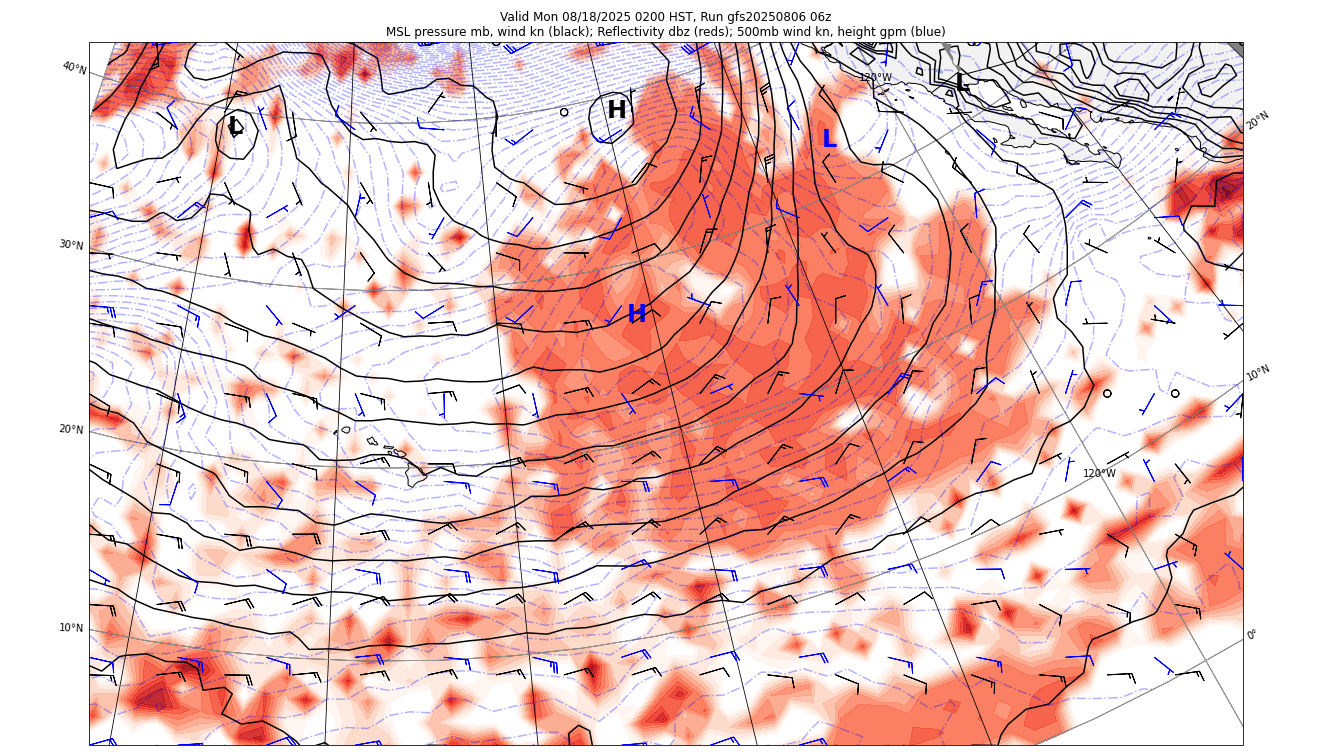 Valid Mon 08/18/2025 0200 HST, Run gfs20250806 06z
MSL pressure mb, wind kn (black); Reflectivity dbz (reds); 500mb wind kn, height gpm (blue)
40°N
120°W
L
L
H
L
20°N
30°N
H
10°N
20°N
120°W
10°N
0°